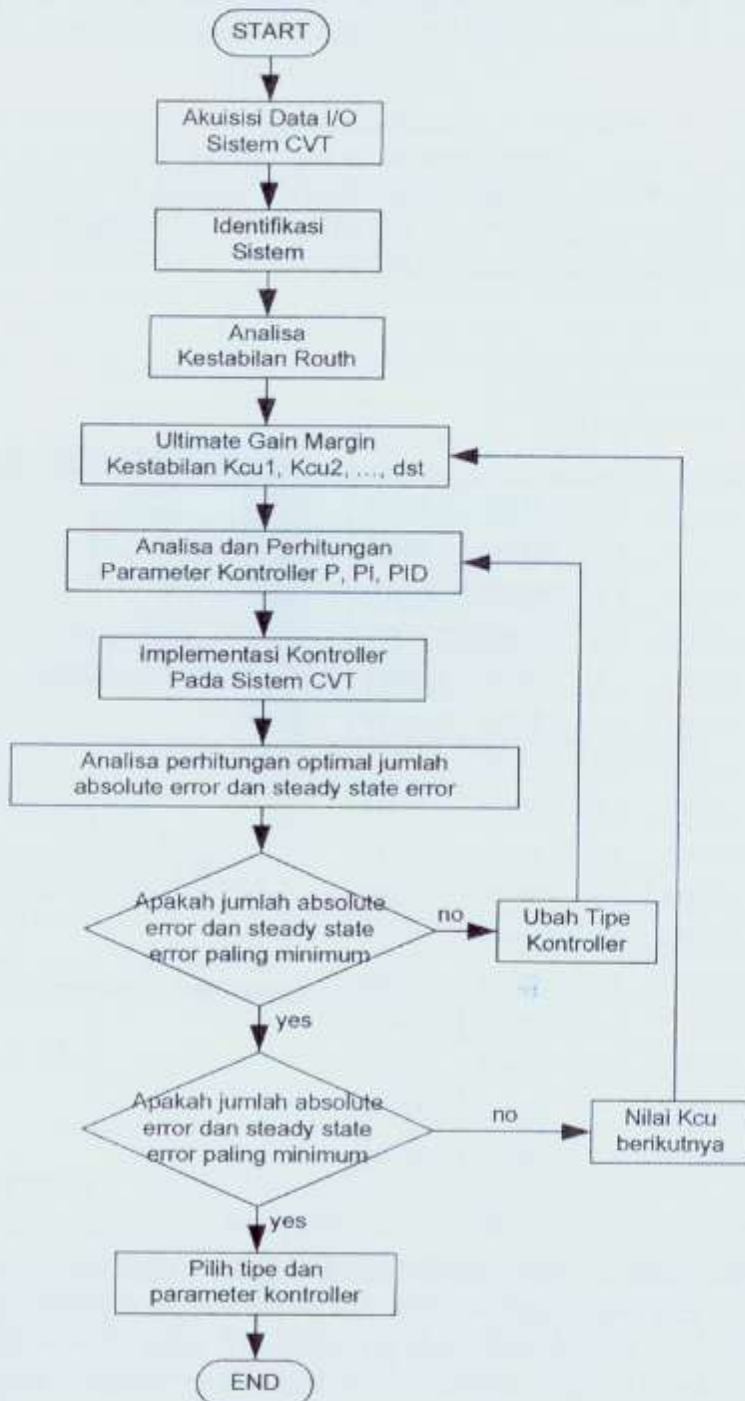 START
Akuisisi Data I/O
Sistem CVT
Identifikasi
Sistem
Analisa
Kestabilan Routh
Ultimate Gain Margin
Kestabilan Kcu1, Kcu2, ..., dst
Analisa dan Perhitungan
Parameter Kontroller P, PI, PID
Implementasi Kontroller
Pada Sistem CVT
Analisa perhitungan optimal jumlah
absolute error dan steady state error
Apakah jumlah absolute
error dan steady state
error paling minimum
no
Ubah Tipe
Kontroller
yes
Apakah jumlah absolute
error dan steady state
error paling minimum
no
Nilai Kcu
berikutnya
yes
Pilih tipe dan
parameter kontroller
END